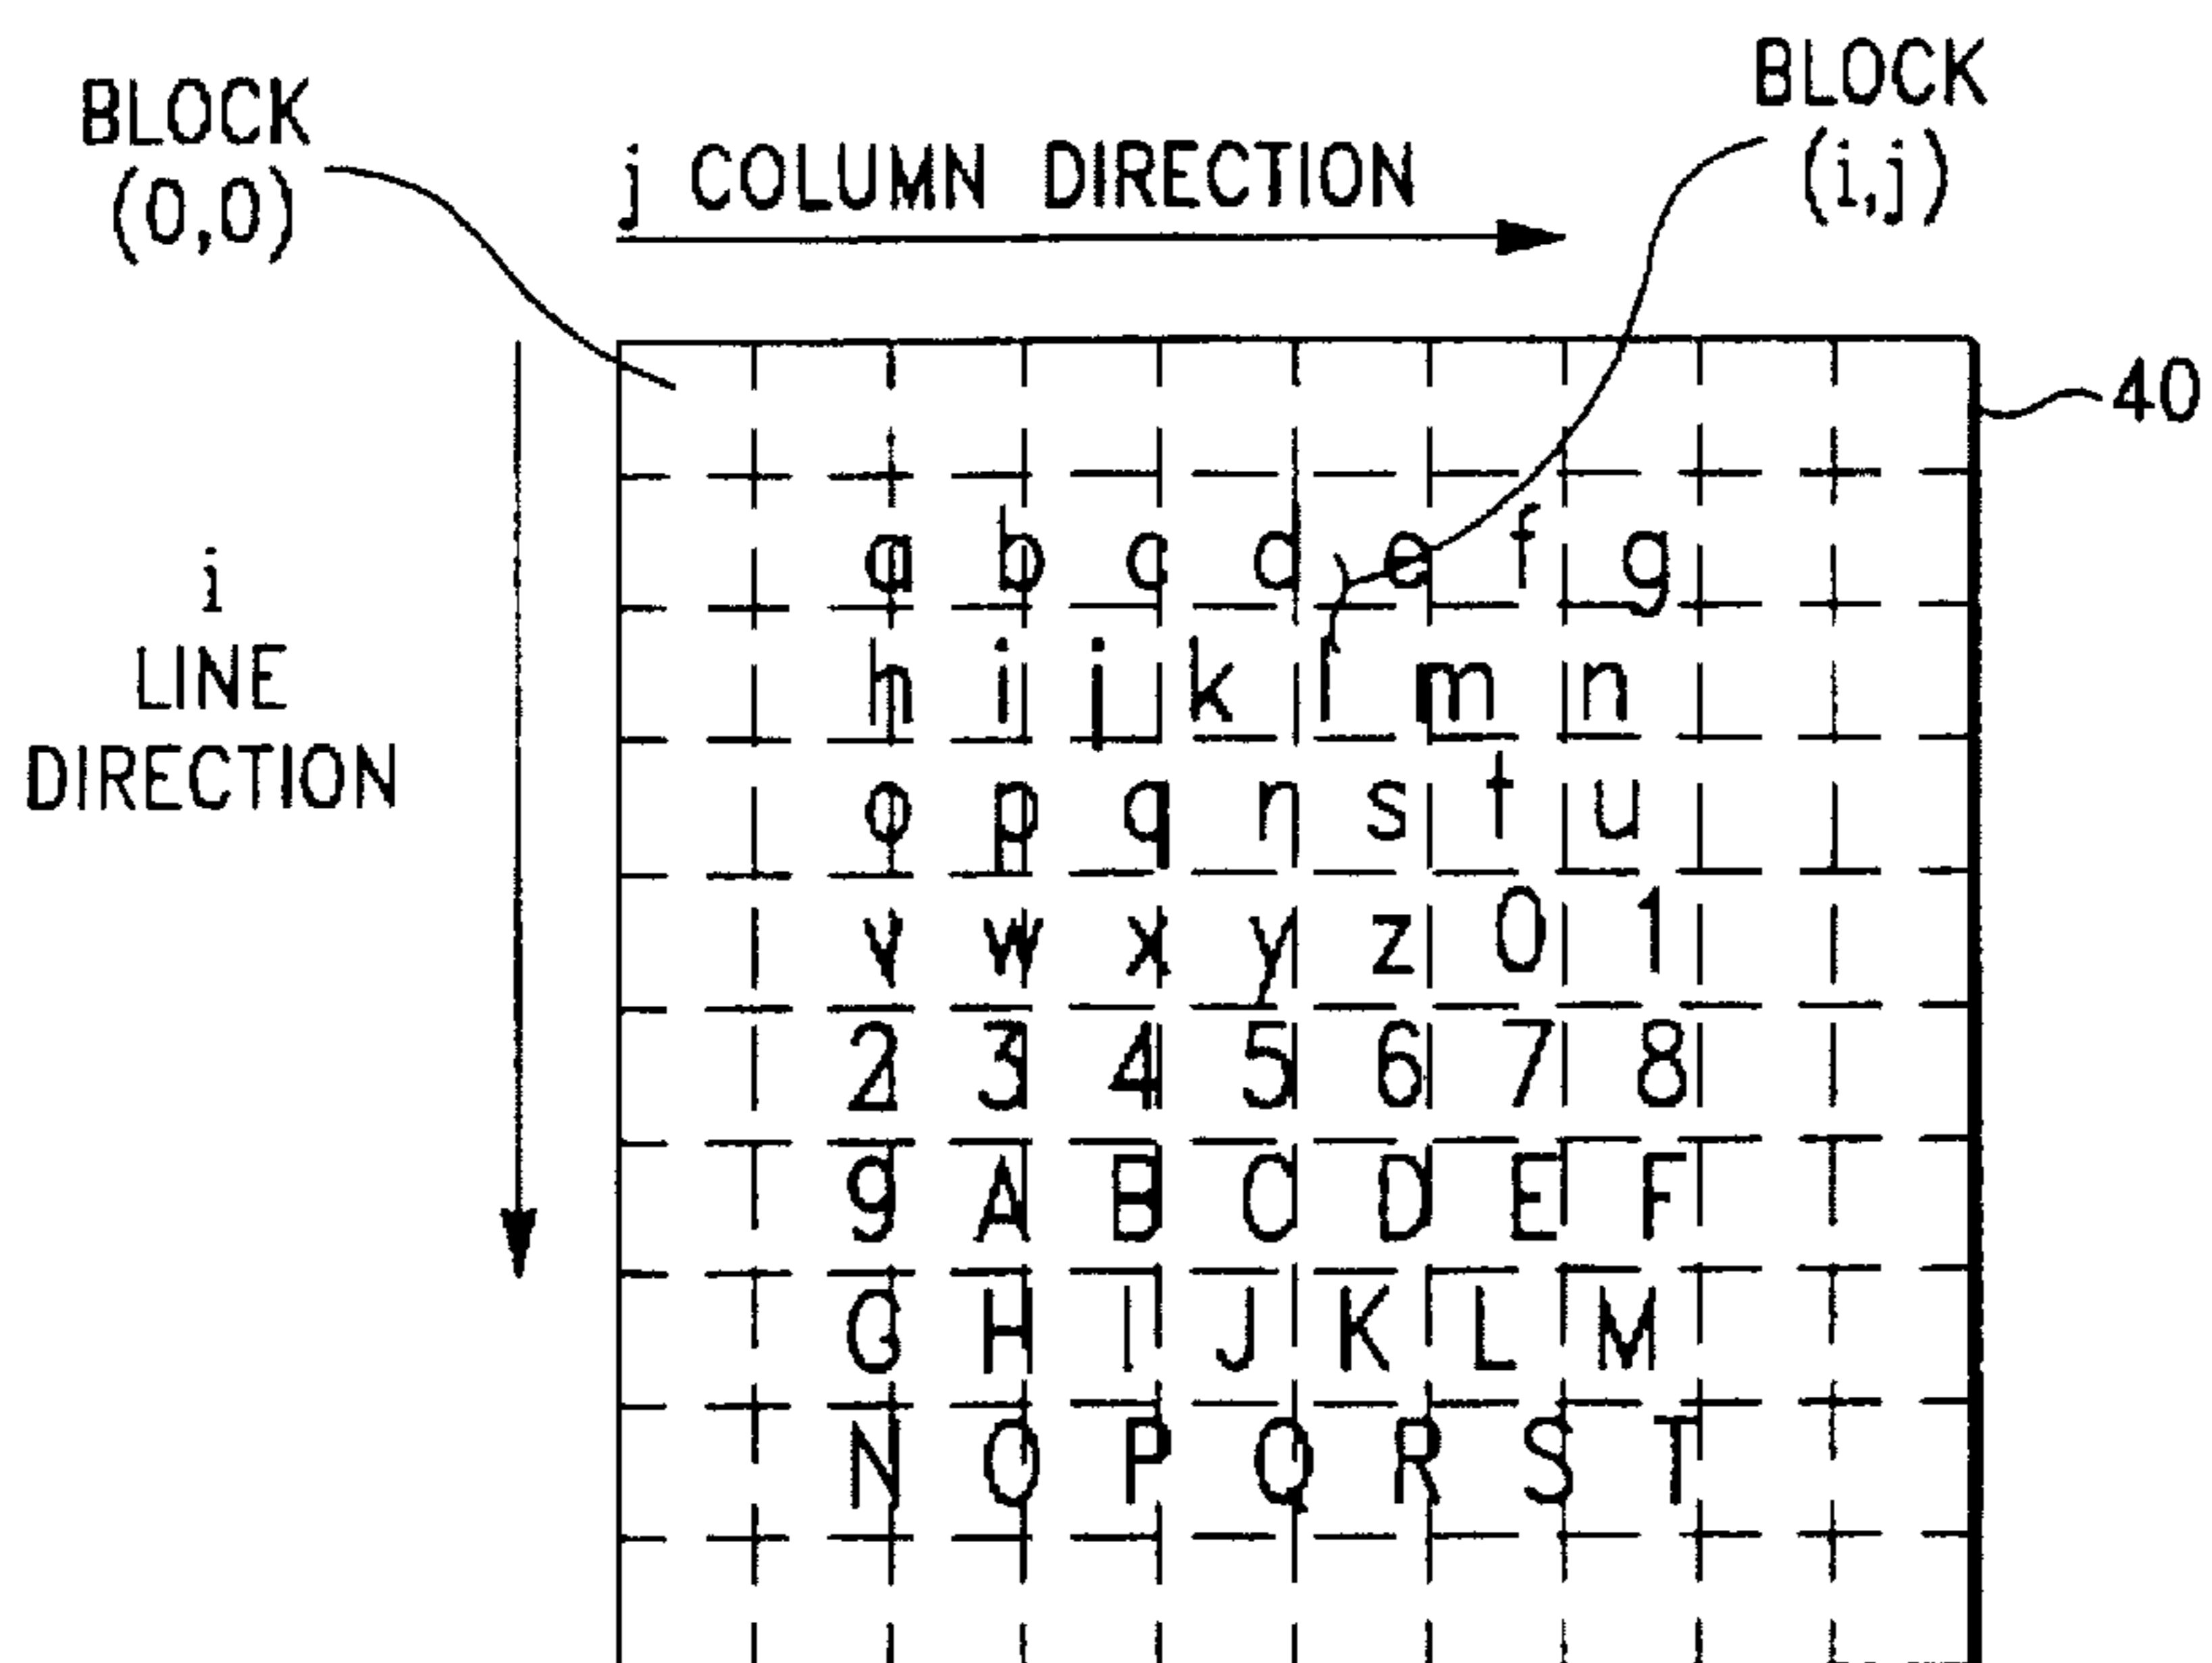 BLOCK
(0,0)
j COLUMN DIRECTION
BLOCK
(i,j)
40
i
LINE
DIRECTION
a b c d e f g
h i j k l m n
o p q r s t u
v w x y z 0 1
2 3 4 5 6 7 8
9 A B C D E F
G H I J K L M
N O P Q R S T